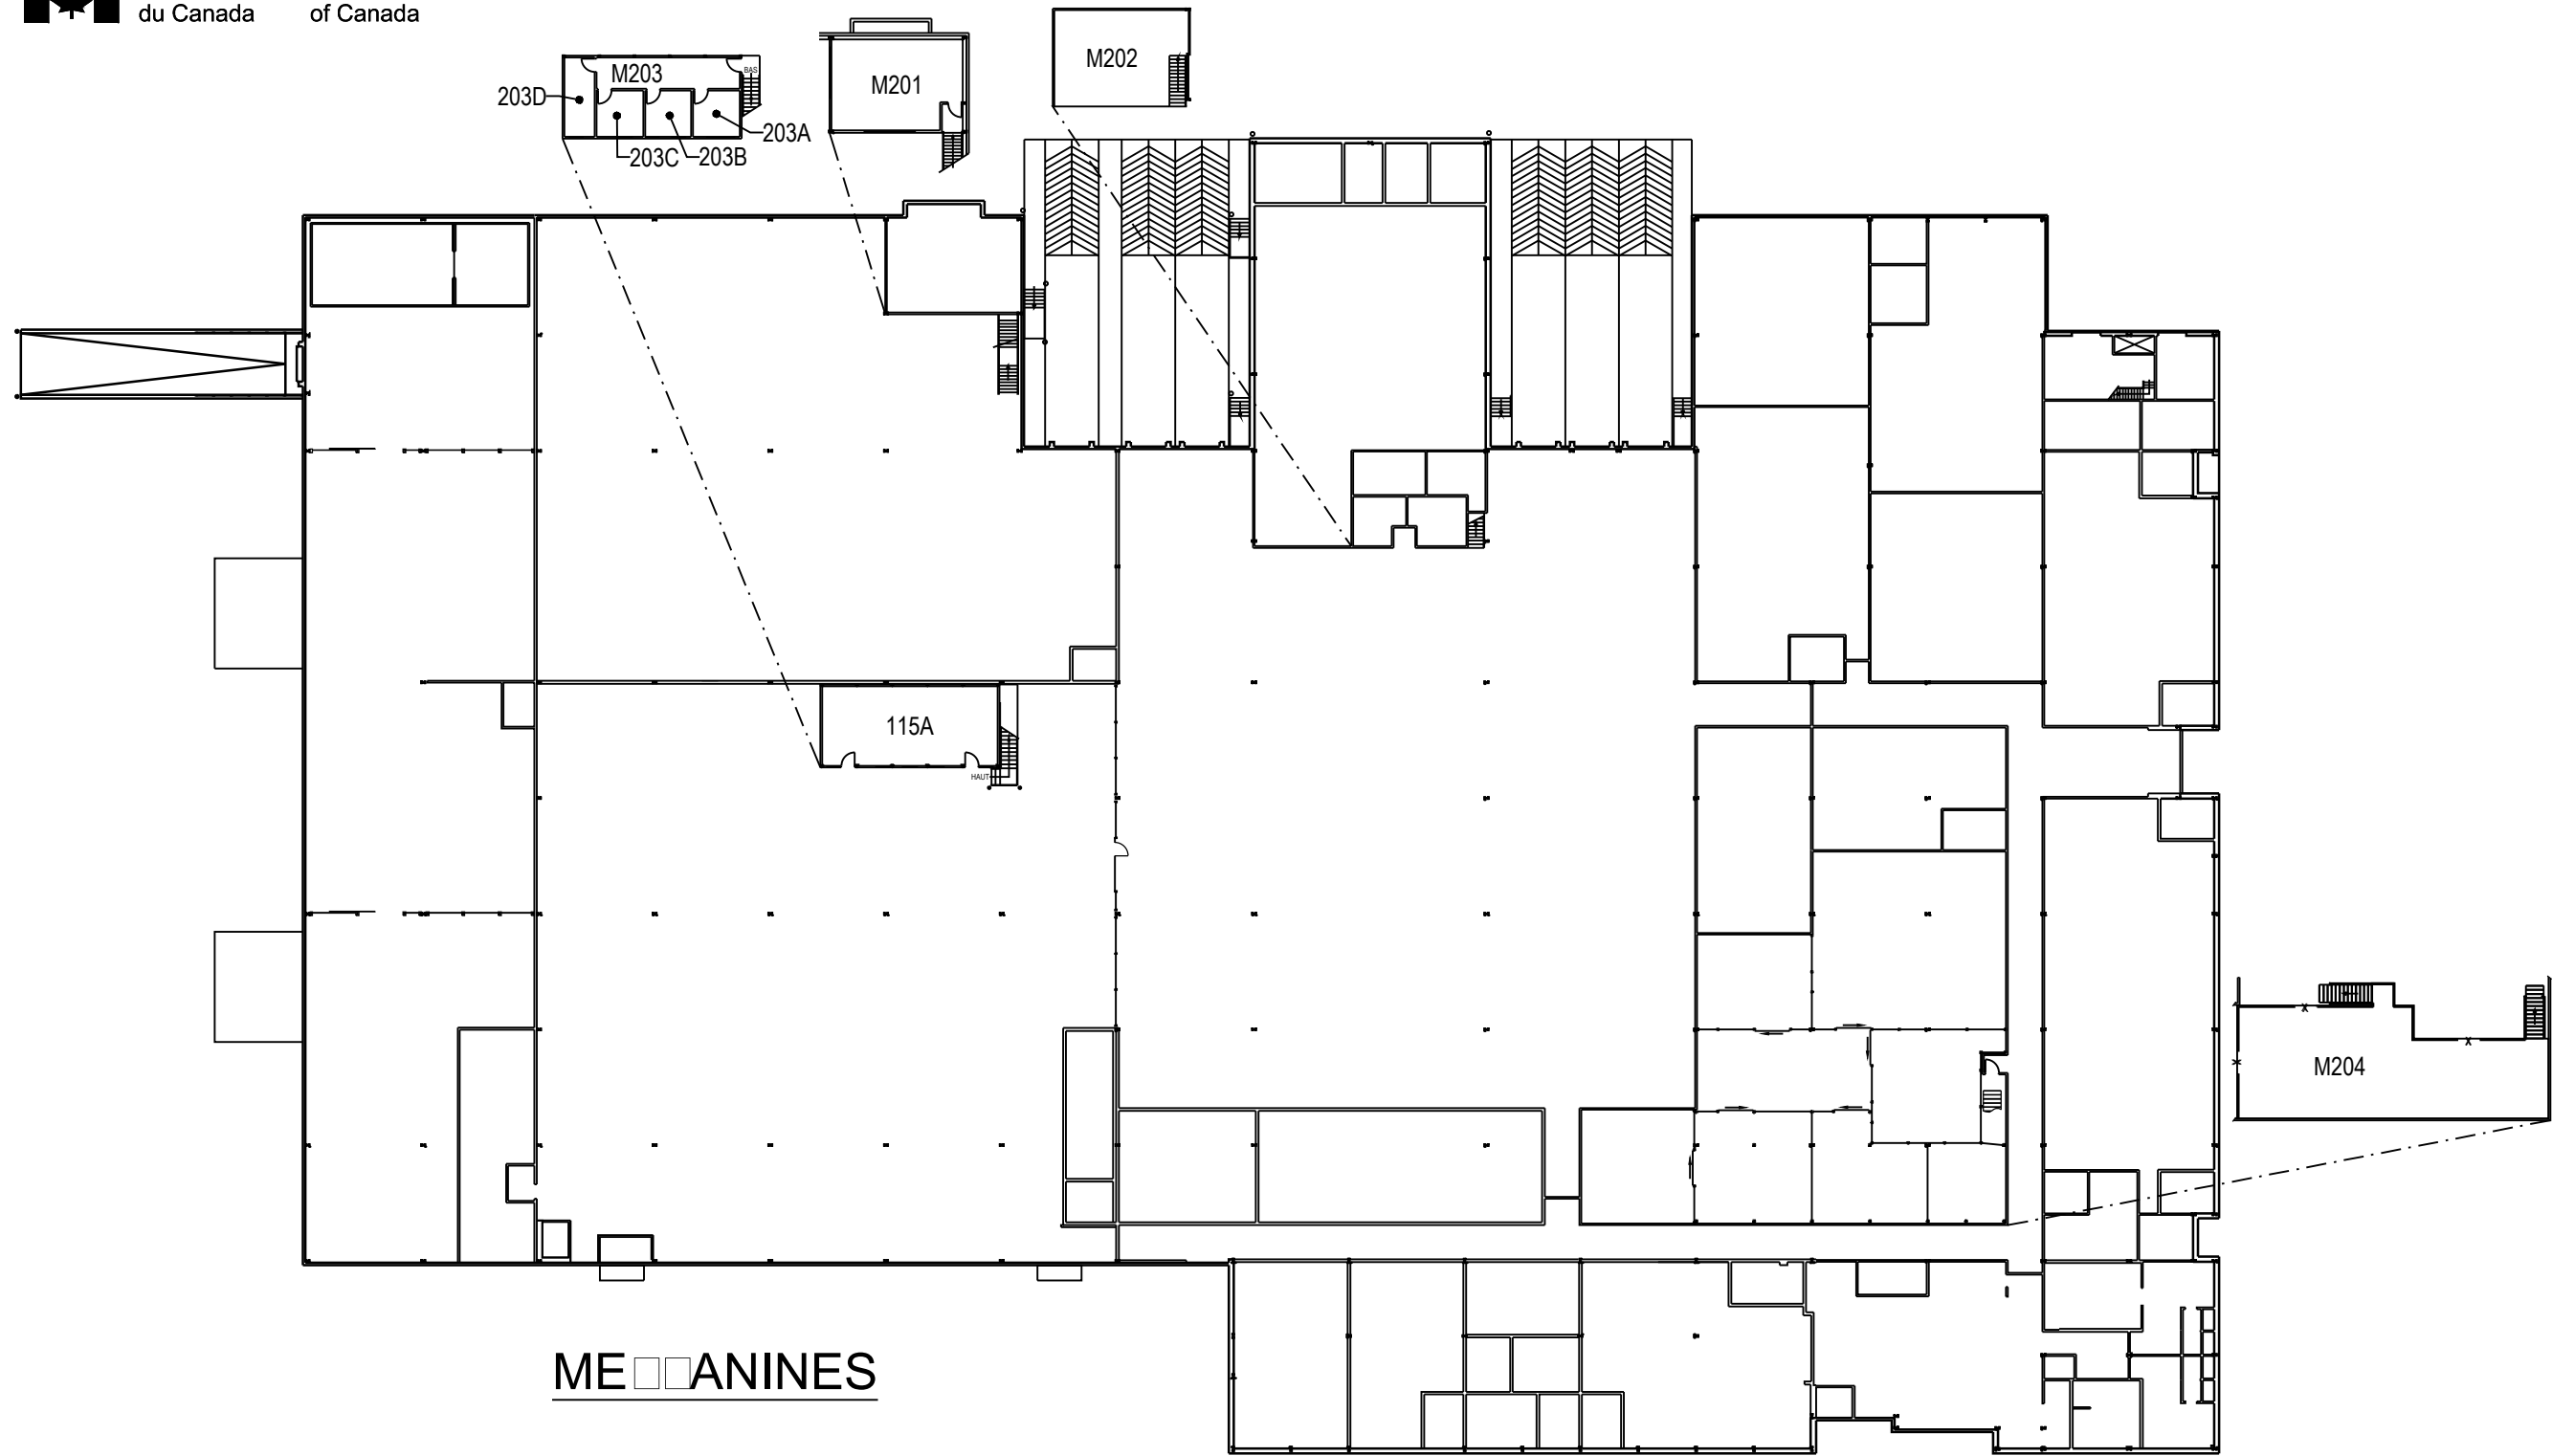 du Canada of Canada
M202
M203
BAS
M201
203D
203A
203C
203B
115A
HAUT
M204
ME□□ANINES